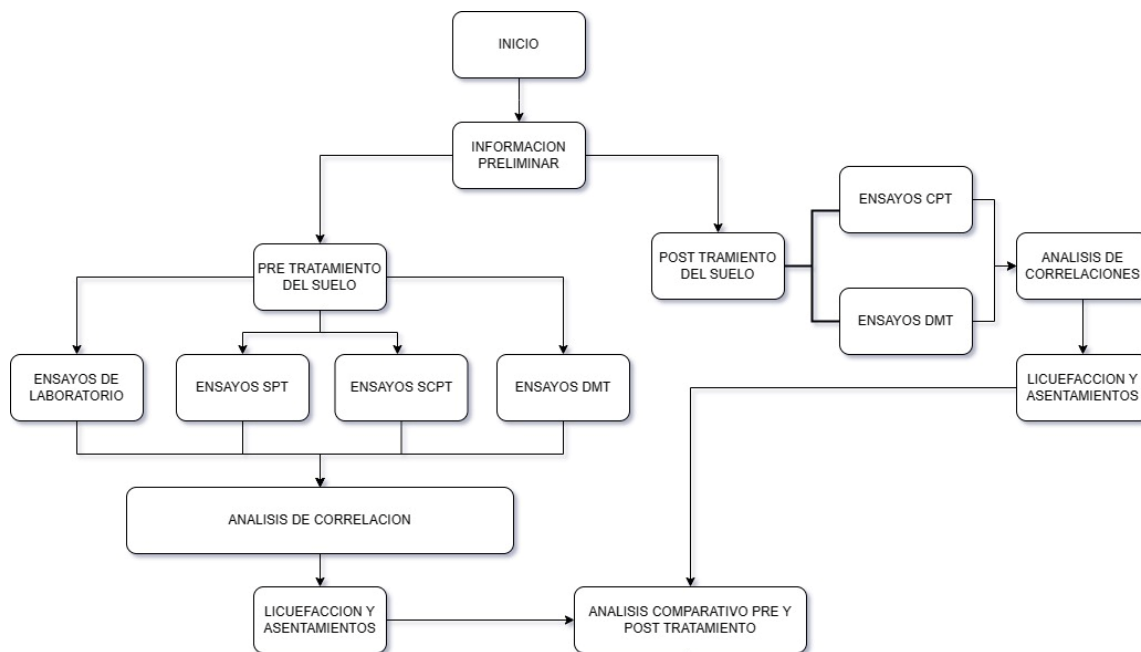 INICIO
INFORMACION
PRELIMINAR
ENSAYOS CPT
PRE TRATAMIENTO
DEL SUELO
POST TRAMIENTO
DEL SUELO
ANALISIS DE
CORRELACIONES
ENSAYOS DMT
ENSAYOS DE
LABORATORIO
ENSAYOS SPT
ENSAYOS SCPT
ENSAYOS DMT
LICUEFACCION Y
ASENTAMIENTOS
ANALISIS DE CORRELACION
LICUEFACCION Y
ASENTAMIENTOS
ANALISIS COMPARATIVO PRE Y
POST TRATAMIENTO